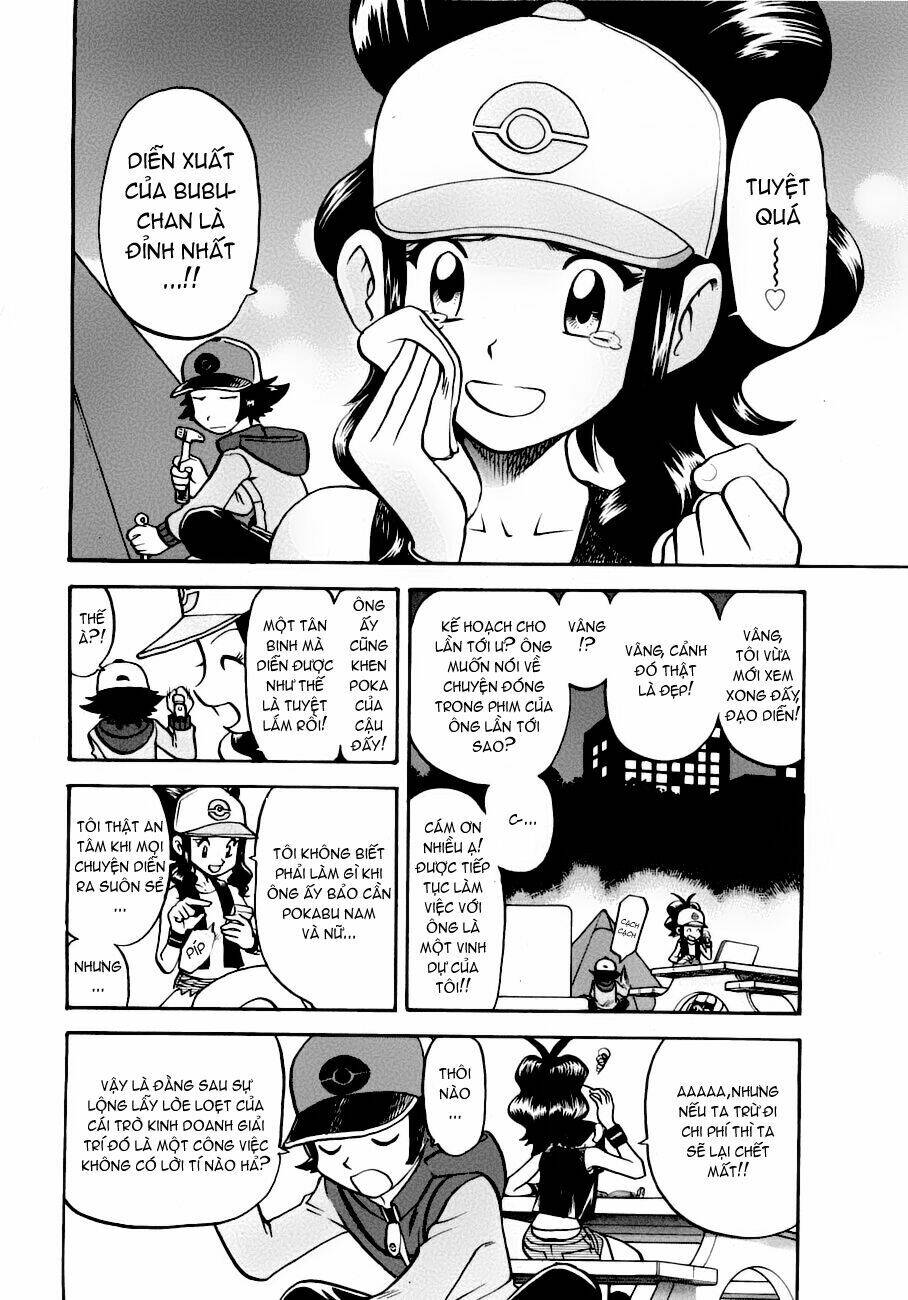 TUYỆT
QUÁ
~~~♡
DIỄN XUẤT
CỦA BUBU-
CHAN LÀ
ĐỈNH NHẤT
...!!
VÂNG,
TÔI VỪA
MỚI XEM
XONG ĐẤY,
ĐẠO DIỄN!
VÂNG, CẢNH
ĐÓ THẬT
LÀ ĐẸP!
VÂNG
!?
KẾ HOẠCH CHO
LẦN TỚI Ư? ÔNG
MUỐN NÓI VỀ
CHUYỆN ĐÓNG
TRONG PHIM CỦA
ÔNG LẦN TỚI
SAO?
C-...
CÁM ƠN
NHIỀU Ạ!
ĐƯỢC TIẾP
TỤC LÀM
VIỆC VỚI
ÔNG LÀ
MỘT VINH
DỰ CỦA
TÔI!!
CẠCH
CẠCH
ÔNG
ẤY
CŨNG
KHEN
POKA
CỦA
CẬU
ĐẤY!
MỘT TÂN
BINH MÀ
DIỄN ĐƯỢC
NHƯ THẾ
LÀ TUYỆT
LẮM RỒI!
THẾ
À?!
TÔI KHÔNG BIẾT
PHẢI LÀM GÌ KHI
ÔNG ẤY BẢO CẦN
POKABU NAM
VÀ NỮ...
PÍP
TÔI THẬT AN
TÂM KHI MỌI
CHUYỆN DIỄN
RA SUÔN SẺ
...
NHƯNG
...
AAAAA,NHƯNG
NẾU TA TRỪ ĐI
CHI PHÍ THÌ TA
SẼ LẠI CHẾT
MẤT!!
THÔI
NÀO
...
VẬY LÀ ĐẰNG SAU SỰ
LỘNG LẪY LÒE LOẸT CỦA
CÁI TRÒ KINH DOANH GIẢI
TRÍ ĐÓ LÀ MỘT CÔNG VIỆC
KHÔNG CÓ LỜI TÍ NÀO HẢ?